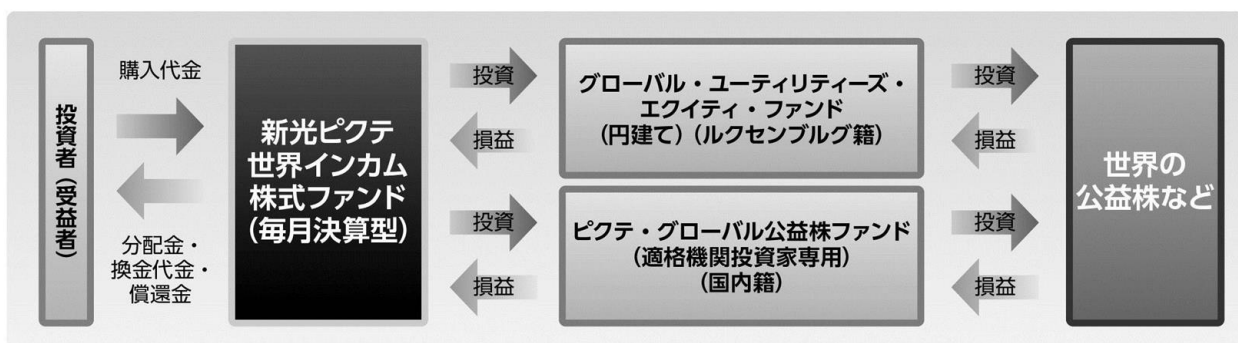 投資者（受益者）
購入代金
分配金・
換金代金・
償還金
新光ピクテ
世界インカム
株式ファンド
（毎月決算型）
投資
損益
投資
損益
グローバル・ユーティリティーズ・
エクイティ・ファンド
（円建て）（ルクセンブルグ籍）
ピクテ・グローバル公益株ファンド
（適格機関投資家専用）
（国内籍）
投資
損益
投資
損益
世界の
公益株など